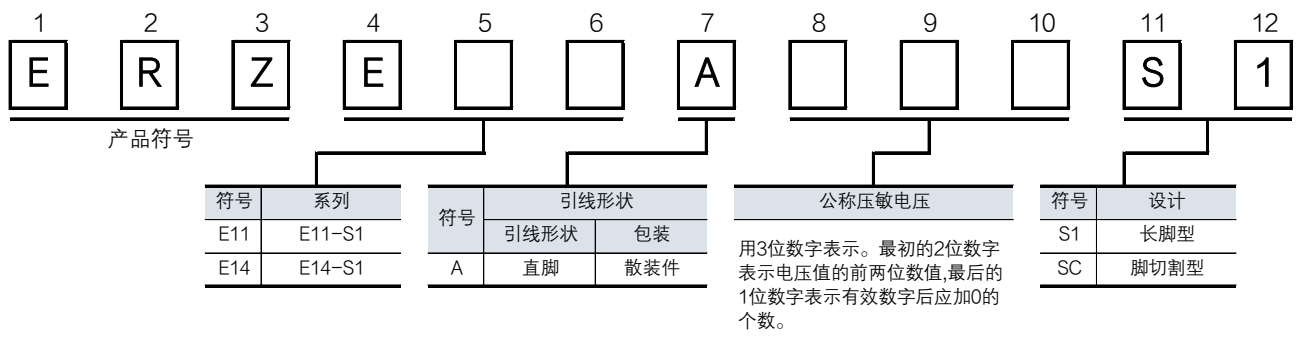 1 2 3 4 5 6 7 8 9 10 11 12
E R Z E A S 1
产品符号
符号 系列
E11 E11-S1
E14 E14-S1
符号 引线形状
引线形状 包装
A 直脚 散装件
公称压敏电压
用3位数字表示。最初的2位数字
表示电压值的前两位数值,最后的
1位数字表示有效数字后应加0的
个数。
符号 设计
S1 长脚型
SC 脚切割型